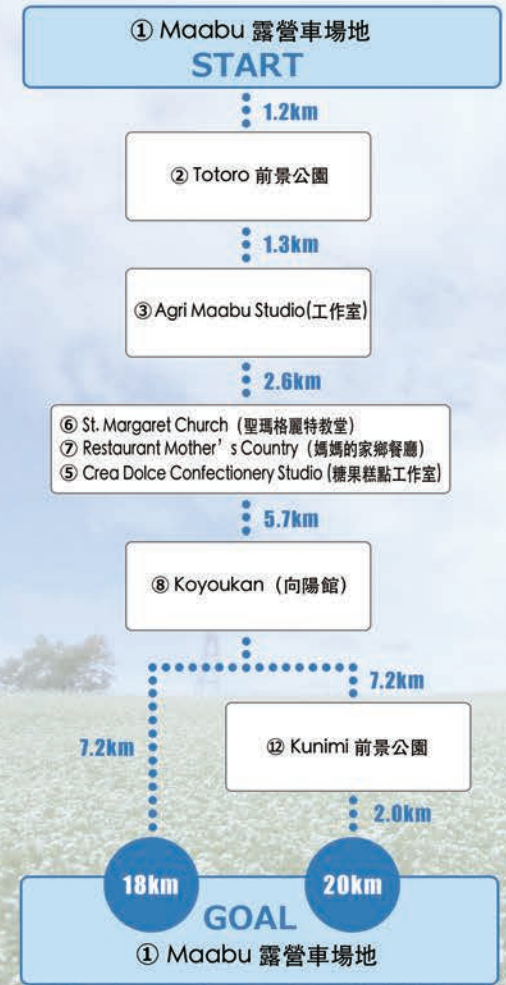 ① Maabu 露營車場地
START
1.2km
② Totoro 前景公園
1.3km
③ Agri Maabu Studio(工作室)
2.6km
⑥ St. Margaret Church（聖瑪格麗特教堂）
⑦ Restaurant Mother’s Country（媽媽的家鄉餐廳）
⑤ Crea Dolce Confectionery Studio (糖果糕點工作室)
5.7km
⑧ Koyoukan（向陽館）
7.2km
7.2km
⑫ Kunimi 前景公園
2.0km
18km
20km
GOAL
① Maabu 露營車場地